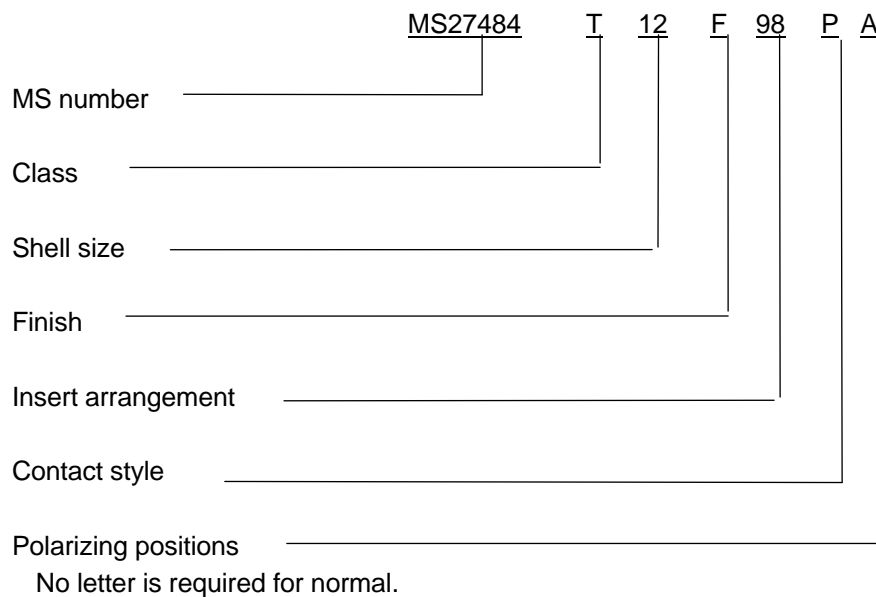 MS27484 T 12 F 98 P A
MS number
Class
Shell size
Finish
Insert arrangement
Contact style
Polarizing positions
No letter is required for normal.